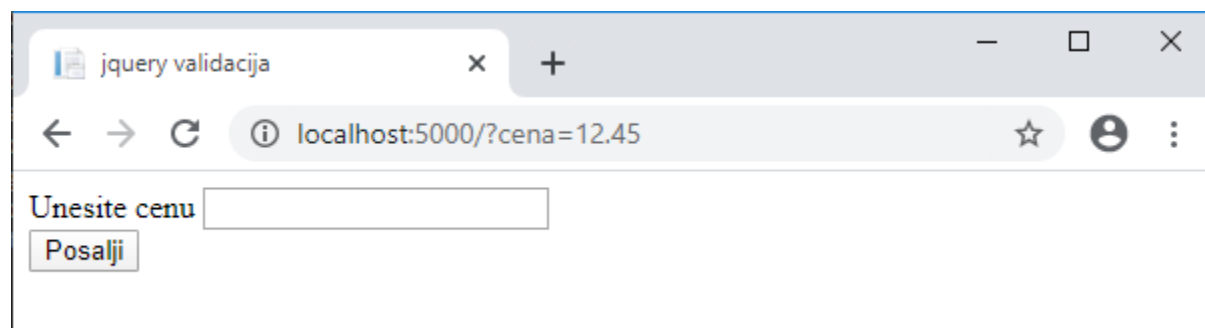 jquery validacija
localhost:5000/?cena=12.45
Unesite cenu
Posalji